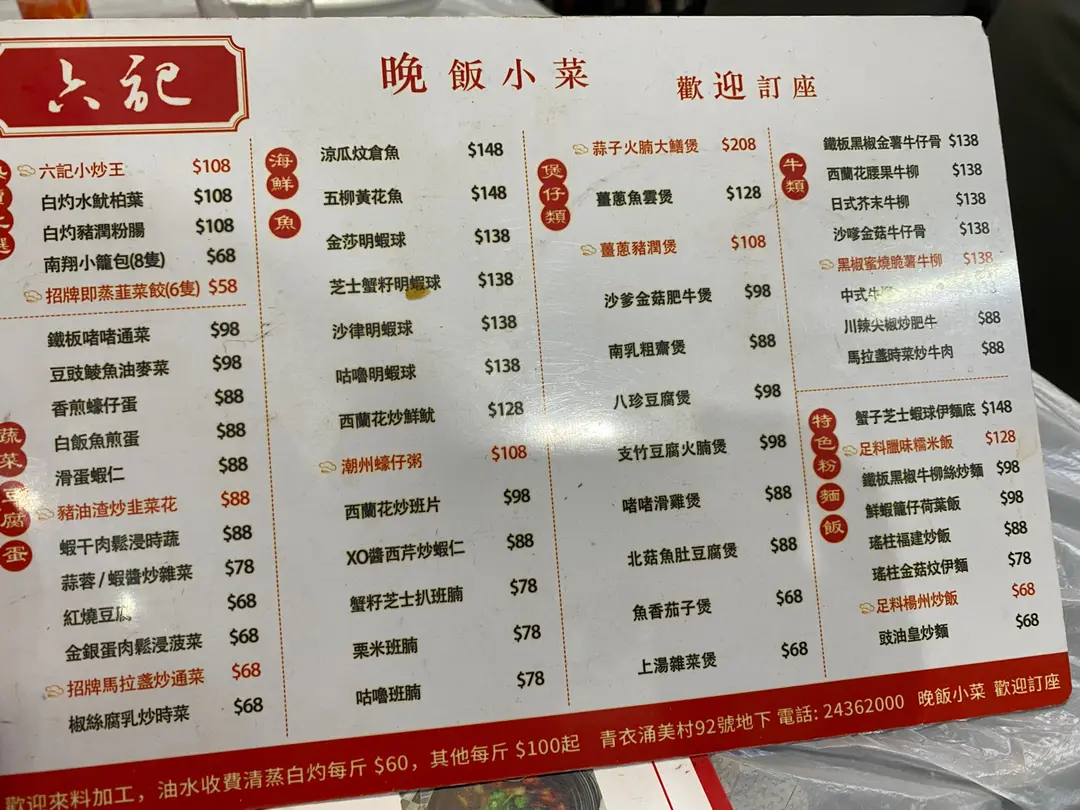 六記
晚飯小菜
歡迎訂座
六記小炒王 $108
白灼水魷柏葉 $108
白灼豬潤粉腸 $108
南翔小籠包(8隻) $68
招牌即蒸韮菜餃(6隻) $58
蔬菜豆腐蛋
鐵板啫啫通菜 $98
豆豉鯪魚油麥菜 $98
香煎蠔仔蛋 $88
白飯魚煎蛋 $88
滑蛋蝦仁 $88
豬油渣炒韭菜花 $88
蝦干肉鬆浸時蔬 $88
蒜蓉/蝦醬炒雜菜 $78
紅燒豆腐 $68
金銀蛋肉鬆浸菠菜 $68
招牌馬拉盞炒通菜 $68
椒絲腐乳炒時菜 $68
海鮮
魚
涼瓜炆倉魚 $148
五柳黃花魚 $148
金莎明蝦球 $138
芝士蟹籽明蝦球 $138
沙律明蝦球 $138
咕嚕明蝦球 $138
西蘭花炒鮮魷 $128
潮州蠔仔粥 $108
西蘭花炒班片 $98
XO醬西芹炒蝦仁 $88
蟹籽芝士扒班腩 $78
栗米班腩 $78
咕嚕班腩 $78
煲仔類
蒜子火腩大鱔煲 $208
薑蔥魚雲煲 $128
薑蔥豬潤煲 $108
沙爹金菇肥牛煲 $98
南乳粗齋煲 $88
八珍豆腐煲 $98
支竹豆腐火腩煲 $98
啫啫滑雞煲 $88
北菇魚肚豆腐煲 $88
魚香茄子煲 $68
上湯雜菜煲 $68
牛類
鐵板黑椒金薯牛仔骨 $138
西蘭花腰果牛柳 $138
日式芥末牛柳 $138
沙嗲金菇牛仔骨 $138
黑椒蜜燒脆薯牛柳 $138
中式牛
川辣尖椒炒肥牛 $88
馬拉盞時菜炒牛肉 $88
特色粉麵飯
蟹子芝士蝦球伊麵底 $148
足料臘味糯米飯 $128
鐵板黑椒牛柳絲炒麵 $98
鮮蝦籠仔荷葉飯 $98
瑤柱福建炒飯 $88
瑤柱金菇炆伊麵 $78
足料楊州炒飯 $68
豉油皇炒麵 $68
歡迎來料加工，油水收費清蒸白灼每斤 $60，其他每斤 $100起 青衣涌美村92號地下 電話: 24362000 晚飯小菜 歡迎訂座